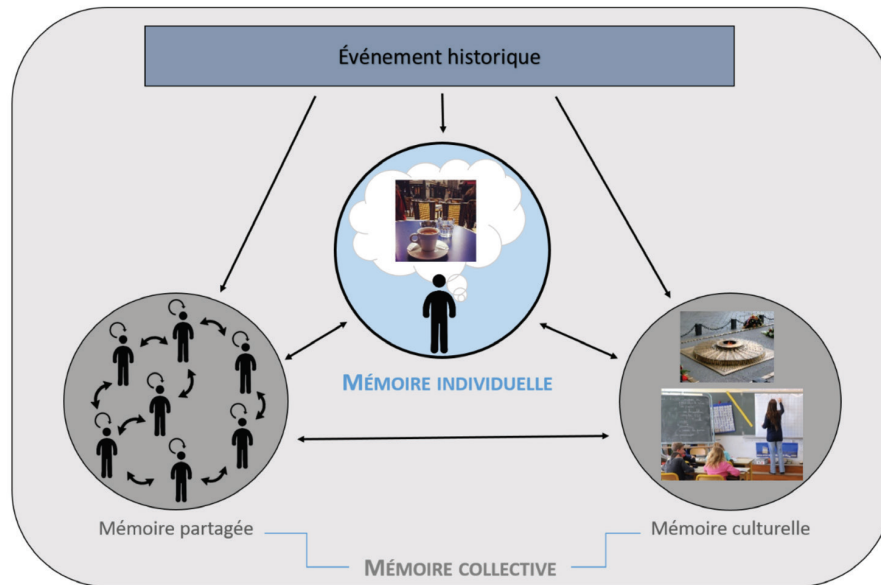 Événement historique
MÉMOIRE INDIVIDUELLE
Mémoire partagée
Mémoire culturelle
MÉMOIRE COLLECTIVE